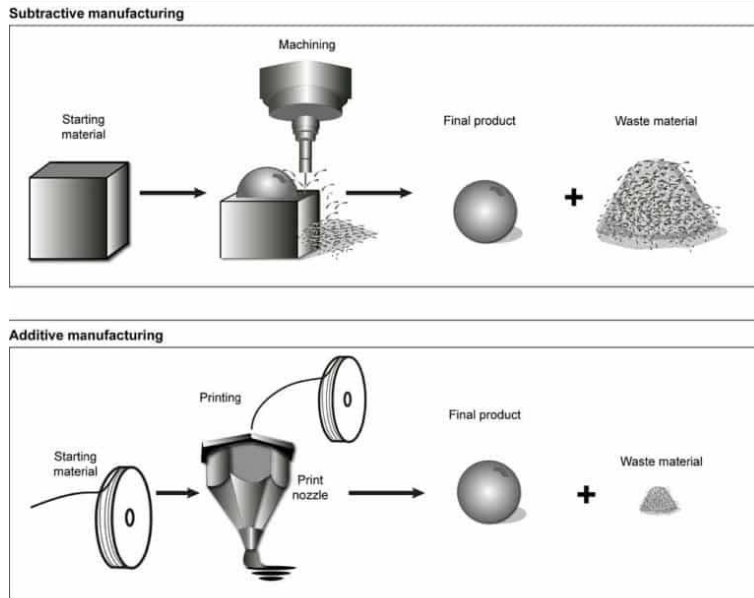 Subtractive manufacturing
Machining
Starting
material
Final product
Waste material
+
Additive manufacturing
Printing
Final product
Starting
material
Print
nozzle
Waste material
+